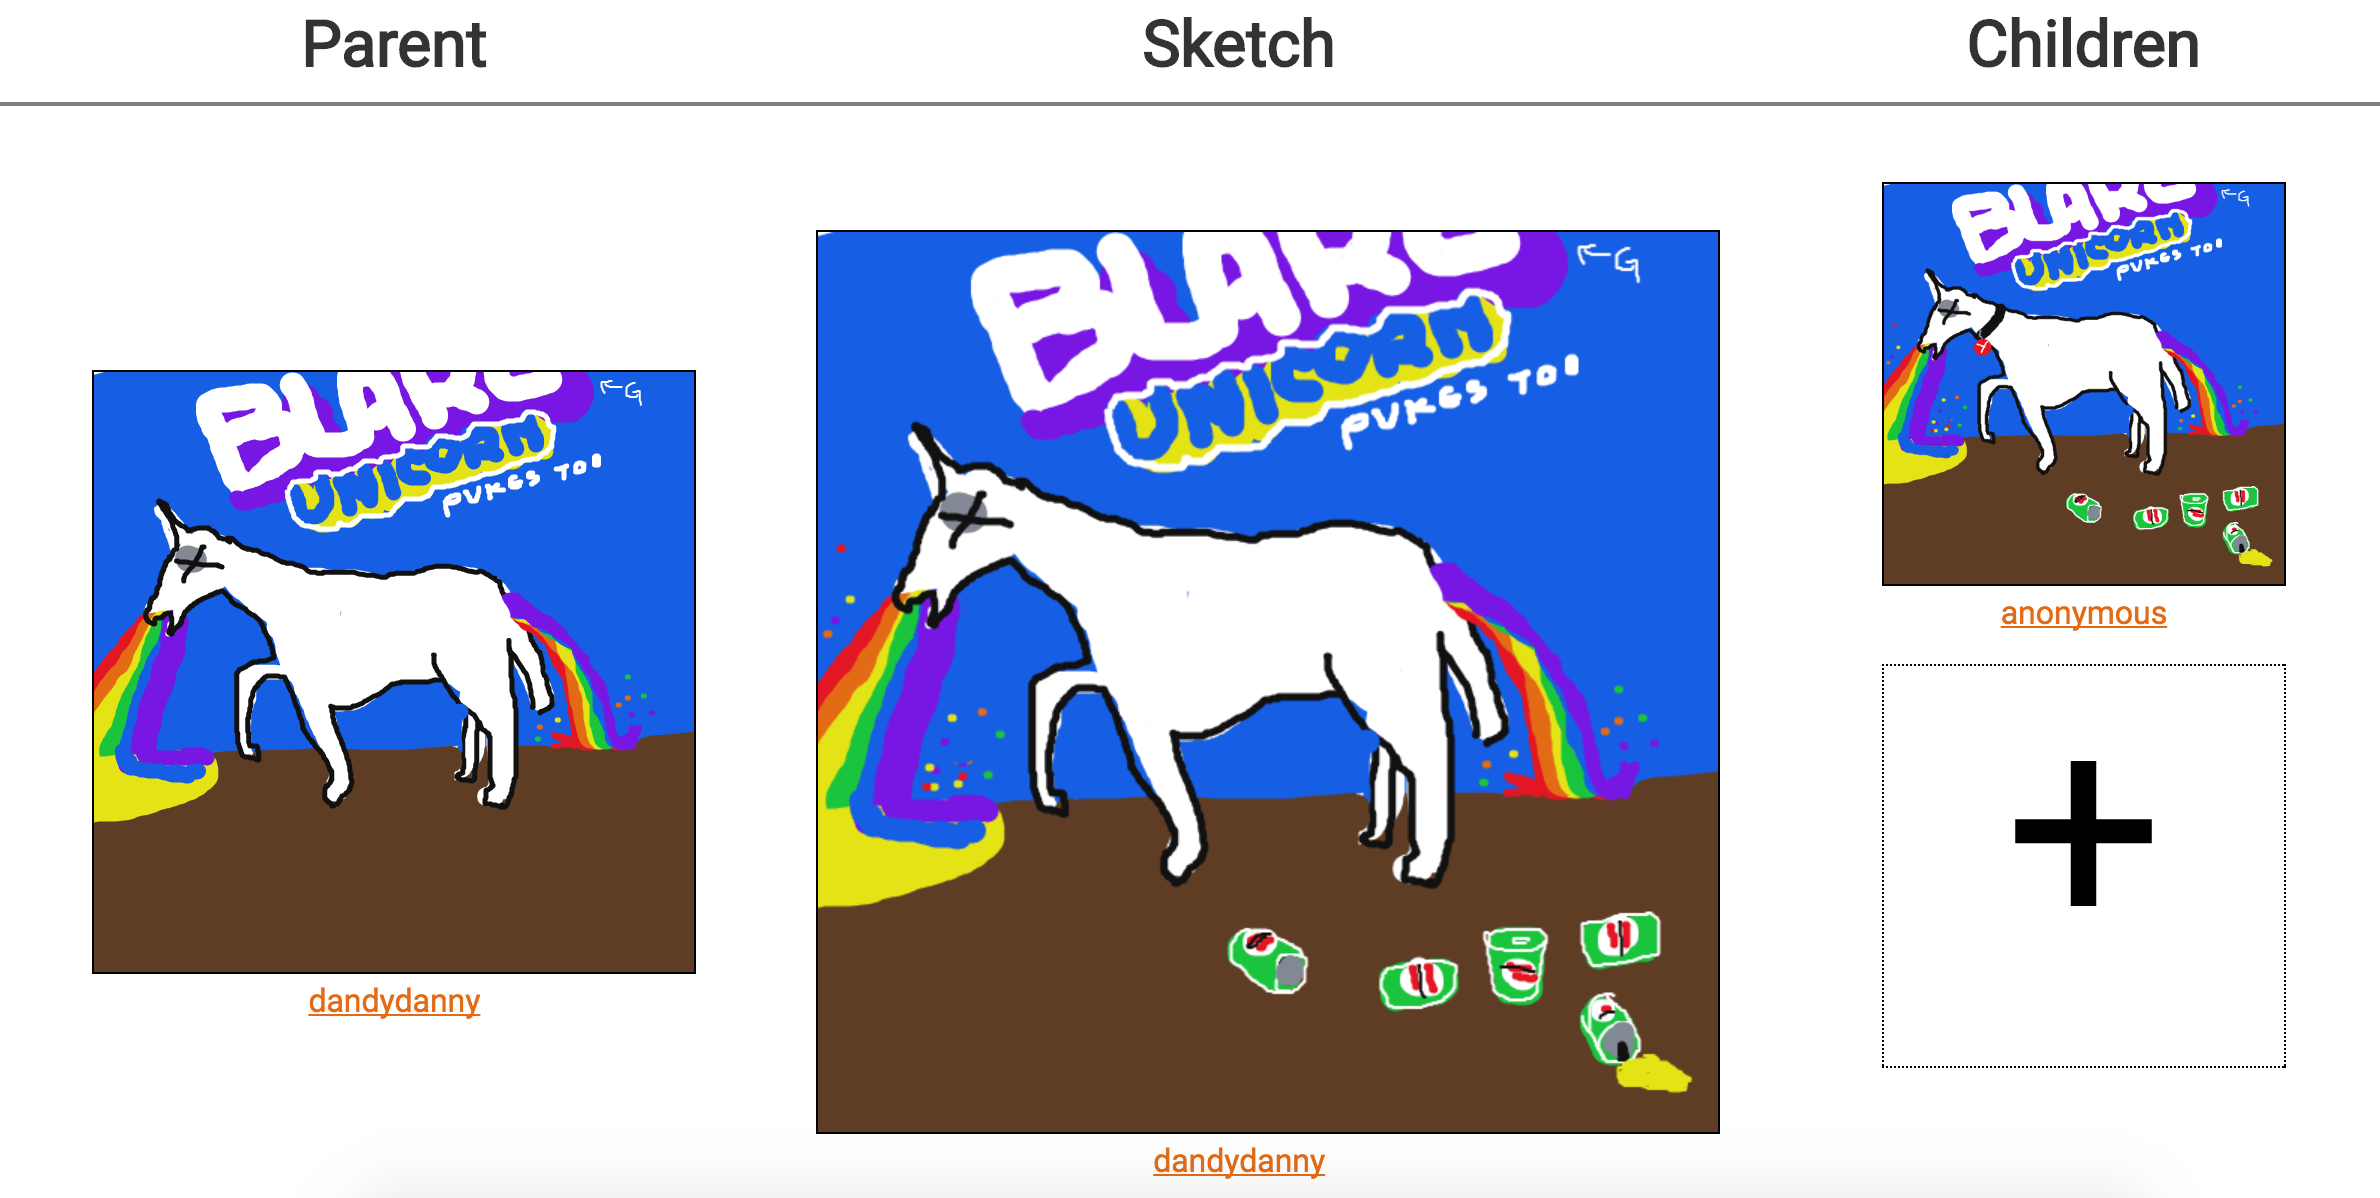 Parent
Sketch
Children
BLARG
←G
UNICORN
PUKES TOO
dandydanny
BLARG
←G
UNICORN
PUKES TOO
dandydanny
BLARG
←G
UNICORN
PUKES TOO
anonymous